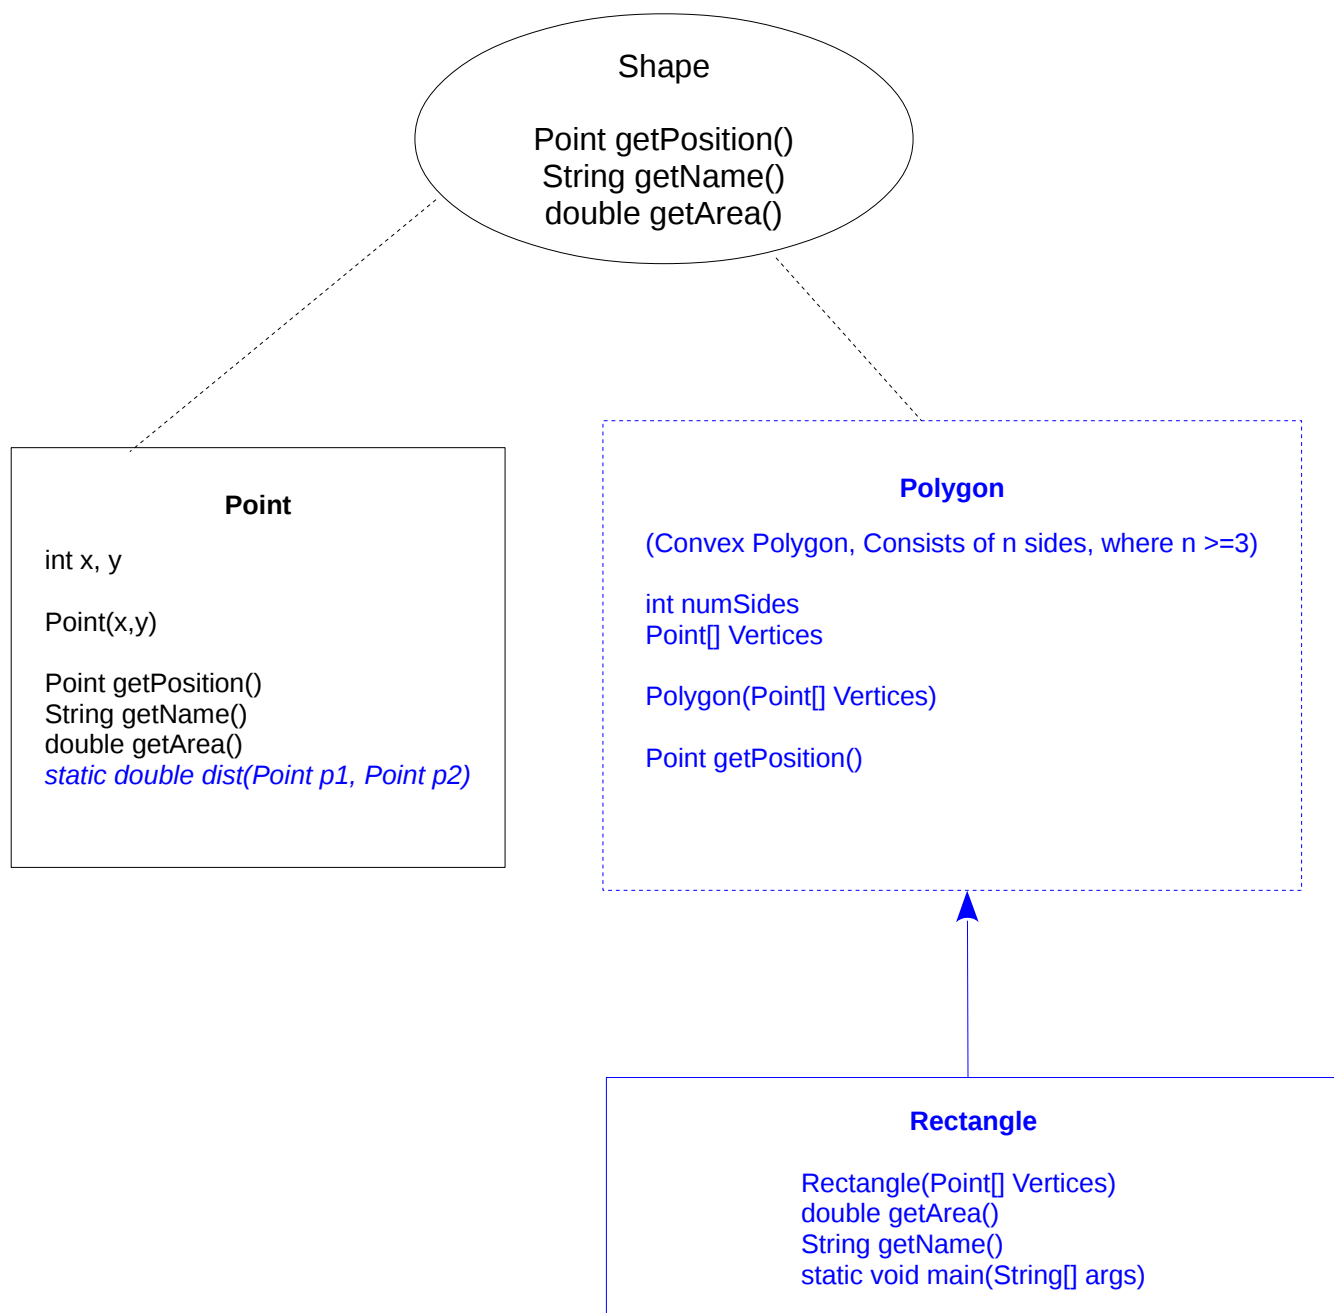 Shape
Point getPosition()
String getName()
double getArea()
Point
int x, y
Point(x,y)
Point getPosition()
String getName()
double getArea()
static double dist(Point p1, Point p2)
Polygon
(Convex Polygon, Consists of n sides, where n >=3)
int numSides
Point[] Vertices
Polygon(Point[] Vertices)
Point getPosition()
Rectangle
Rectangle(Point[] Vertices)
double getArea()
String getName()
static void main(String[] args)